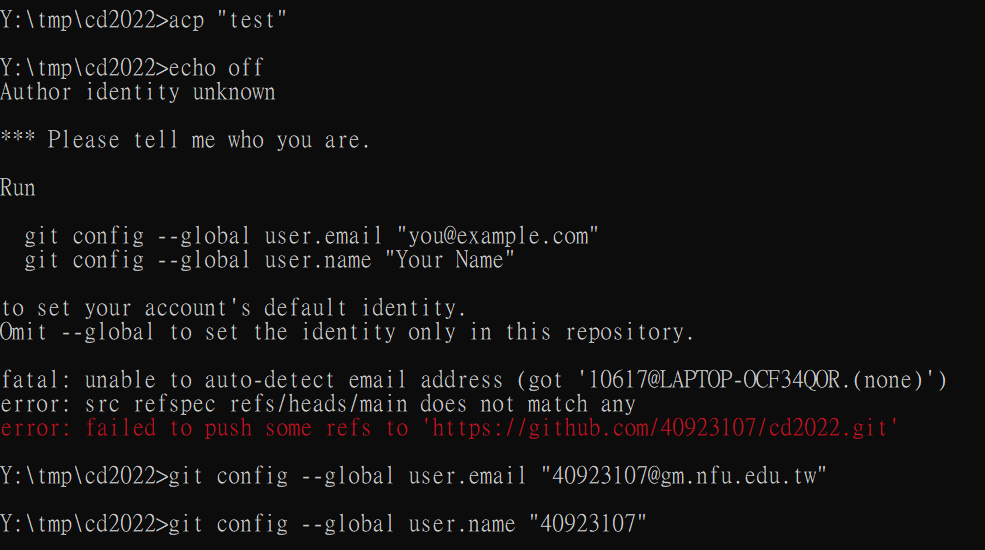 Y:\tmp\cd2022>acp "test"
Y:\tmp\cd2022>echo off
Author identity unknown
*** Please tell me who you are.
Run
git config --global user.email "you@example.com"
git config --global user.name "Your Name"
to set your account's default identity.
Omit --global to set the identity only in this repository.
fatal: unable to auto-detect email address (got '10617@LAPTOP-OCF34QOR.(none)')
error: src refspec refs/heads/main does not match any
error: failed to push some refs to 'https://github.com/40923107/cd2022.git'
Y:\tmp\cd2022>git config --global user.email "40923107@gm.nfu.edu.tw"
Y:\tmp\cd2022>git config --global user.name "40923107"